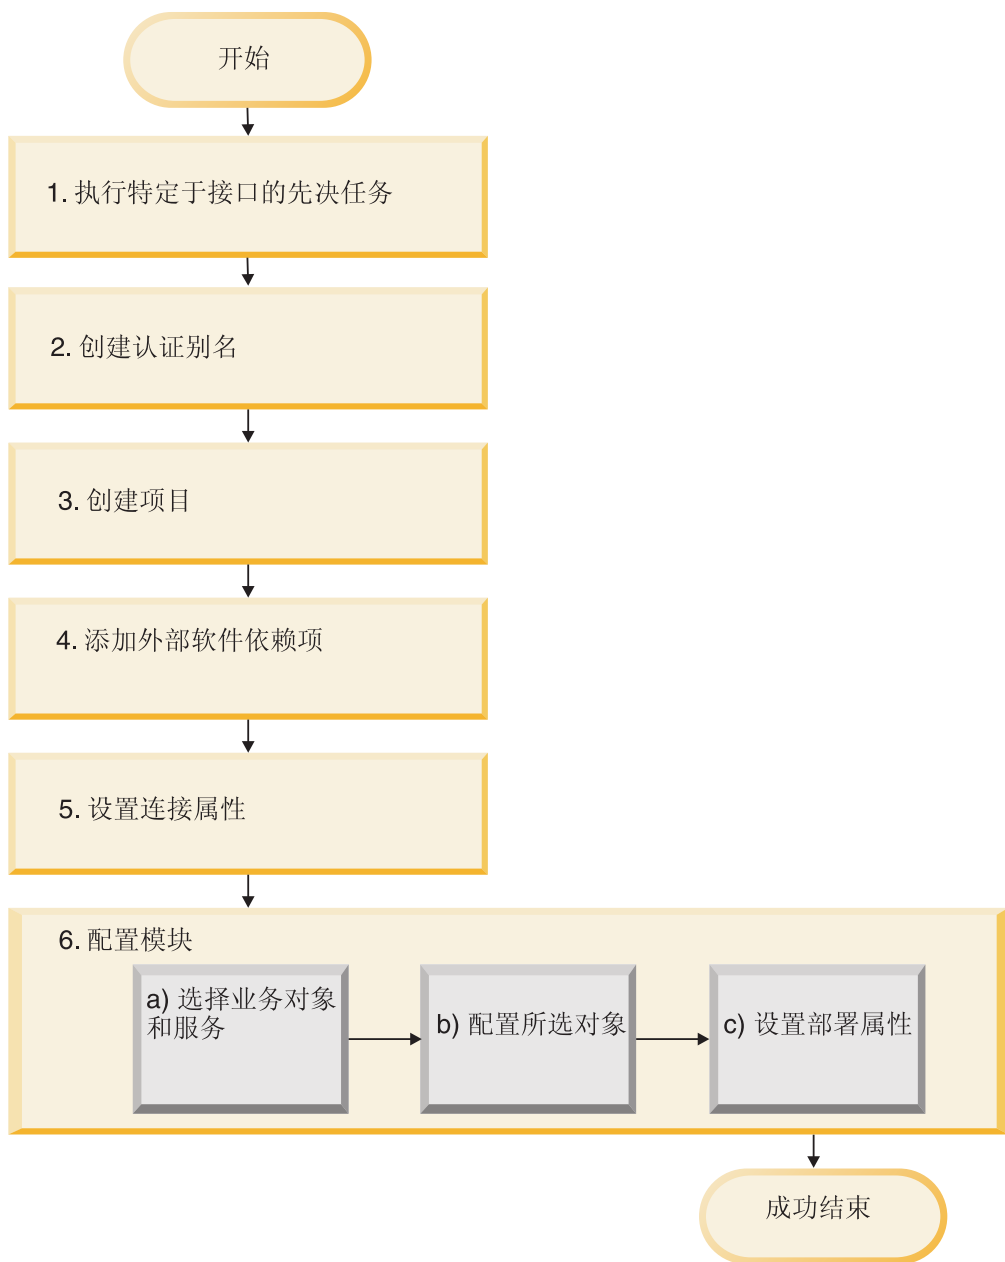 开始
1. 执行特定于接口的先决任务
2. 创建认证别名
3. 创建项目
4. 添加外部软件依赖项
5. 设置连接属性
6. 配置模块
a) 选择业务对象
和服务
b) 配置所选对象
c) 设置部署属性
成功结束